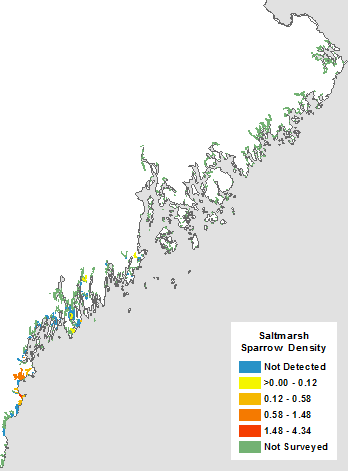 Saltmarsh
Sparrow Density
Not Detected
>0.00 - 0.12
0.12 - 0.58
0.58 - 1.48
1.48 - 4.34
Not Surveyed